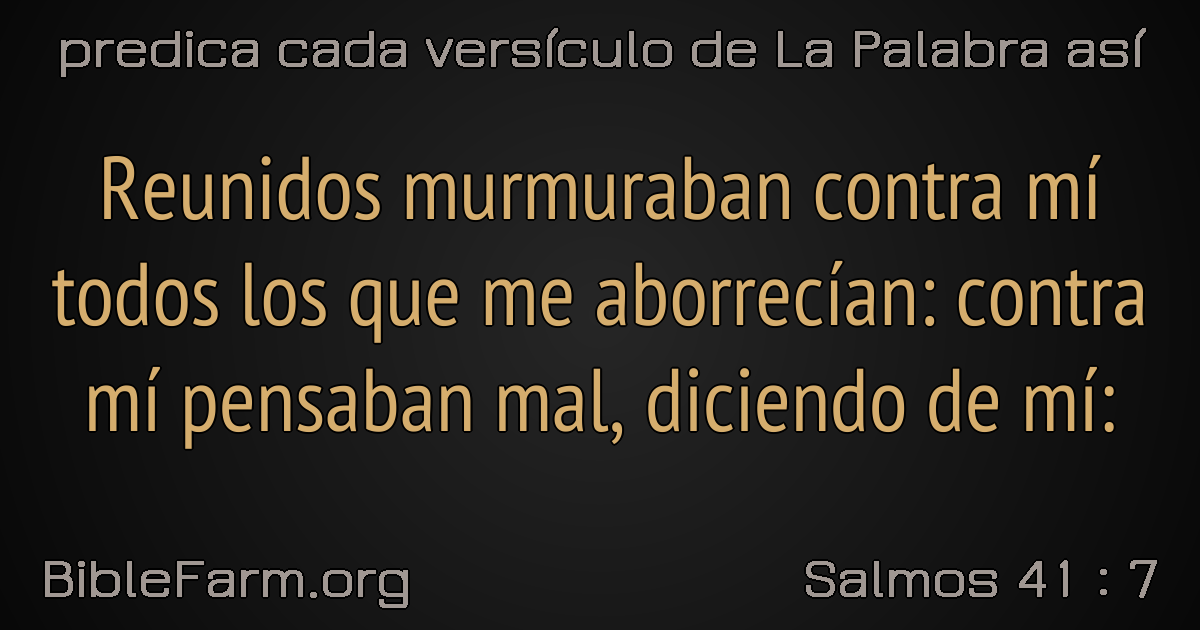 predica cada versículo de La Palabra así
Reunidos murmuraban contra mí
todos los que me aborrecían: contra
mí pensaban mal, diciendo de mí:
BibleFarm.org
Salmos 41 : 7